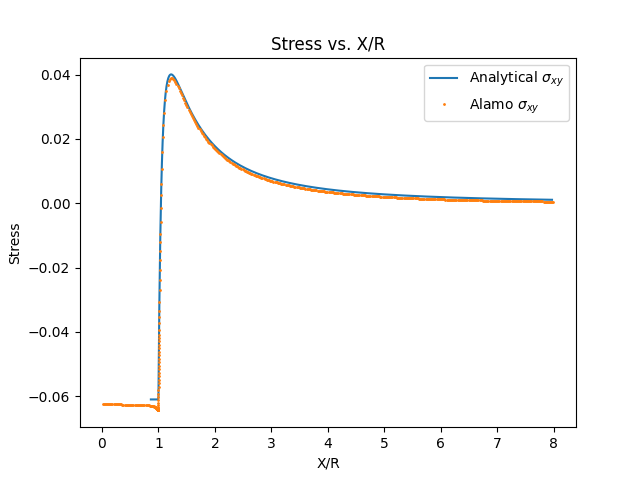 Stress vs. X/R
Analytical σxy
Alamo σxy
0.04
0.02
0.00
−0.02
−0.04
−0.06
Stress
0 1 2 3 4 5 6 7 8
X/R